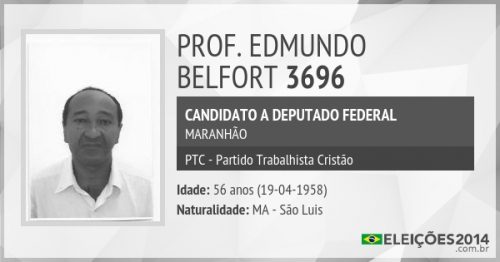 PROF. EDMUNDO
BELFORT 3696
CANDIDATO A DEPUTADO FEDERAL
MARANHÃO
PTC - Partido Trabalhista Cristão
Idade: 56 anos (19-04-1958)
Naturalidade: MA - São Luis
ELEIÇÕES2014
.com.br